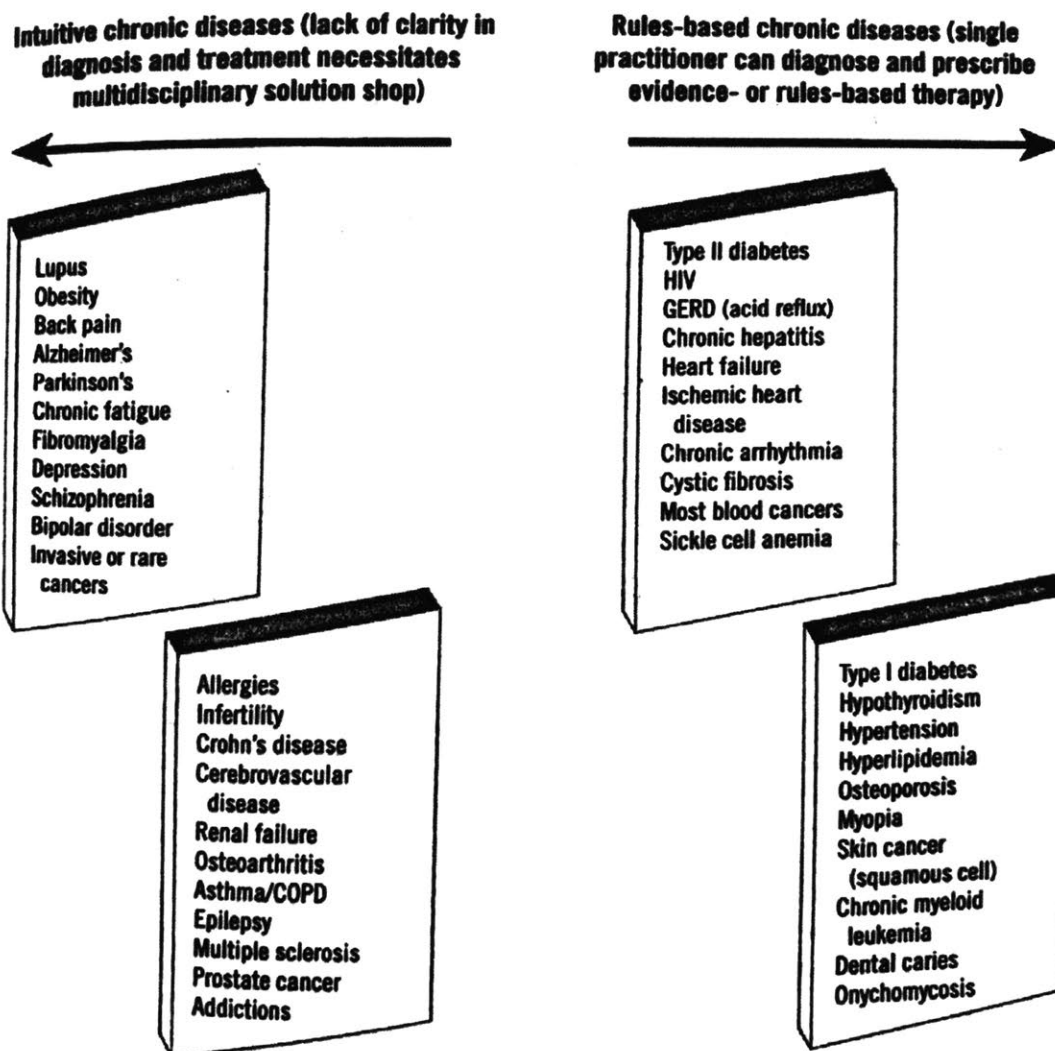 Intuitive chronic diseases (lack of clarity in
diagnosis and treatment necessitates
multidisciplinary solution shop)
Rules-based chronic diseases (single
practitioner can diagnose and prescribe
evidence- or rules-based therapy)
Lupus
Obesity
Back pain
Alzheimer's
Parkinson's
Chronic fatigue
Fibromyalgia
Depression
Schizophrenia
Bipolar disorder
Invasive or rare
cancers
Allergies
Infertility
Crohn's disease
Cerebrovascular
disease
Renal failure
Osteoarthritis
Asthma/COPD
Epilepsy
Multiple sclerosis
Prostate cancer
Addictions
Type II diabetes
HIV
GERD (acid reflux)
Chronic hepatitis
Heart failure
Ischemic heart
disease
Chronic arrhythmia
Cystic fibrosis
Most blood cancers
Sickle cell anemia
Type I diabetes
Hypothyroidism
Hypertension
Hyperlipidemia
Osteoporosis
Myopia
Skin cancer
(squamous cell)
Chronic myeloid
leukemia
Dental caries
Onychomycosis